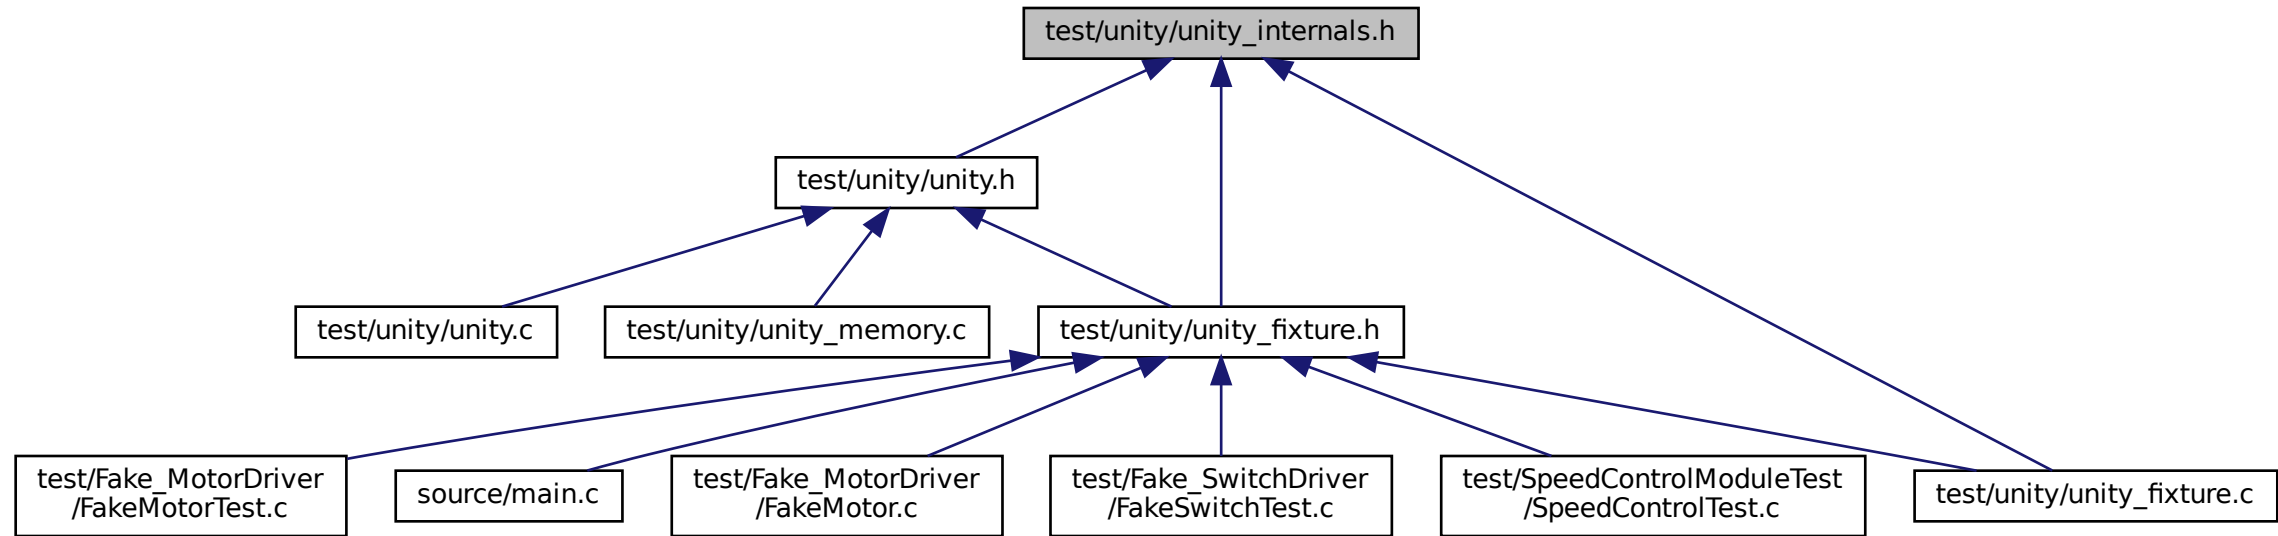 test/unity/unity_internals.h
test/unity/unity.h
test/unity/unity.c
test/unity/unity_memory.c
test/unity/unity_fixture.h
test/Fake_MotorDriver
/FakeMotorTest.c
source/main.c
test/Fake_MotorDriver
/FakeMotor.c
test/Fake_SwitchDriver
/FakeSwitchTest.c
test/SpeedControlModuleTest
/SpeedControlTest.c
test/unity/unity_fixture.c